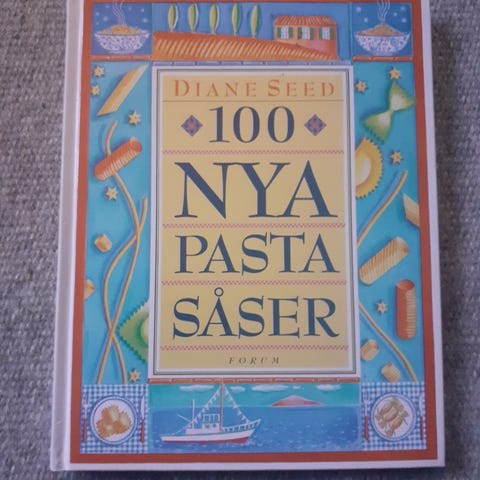 DIANE SEED
100
NYA
PASTA
SÅSER
FORUM